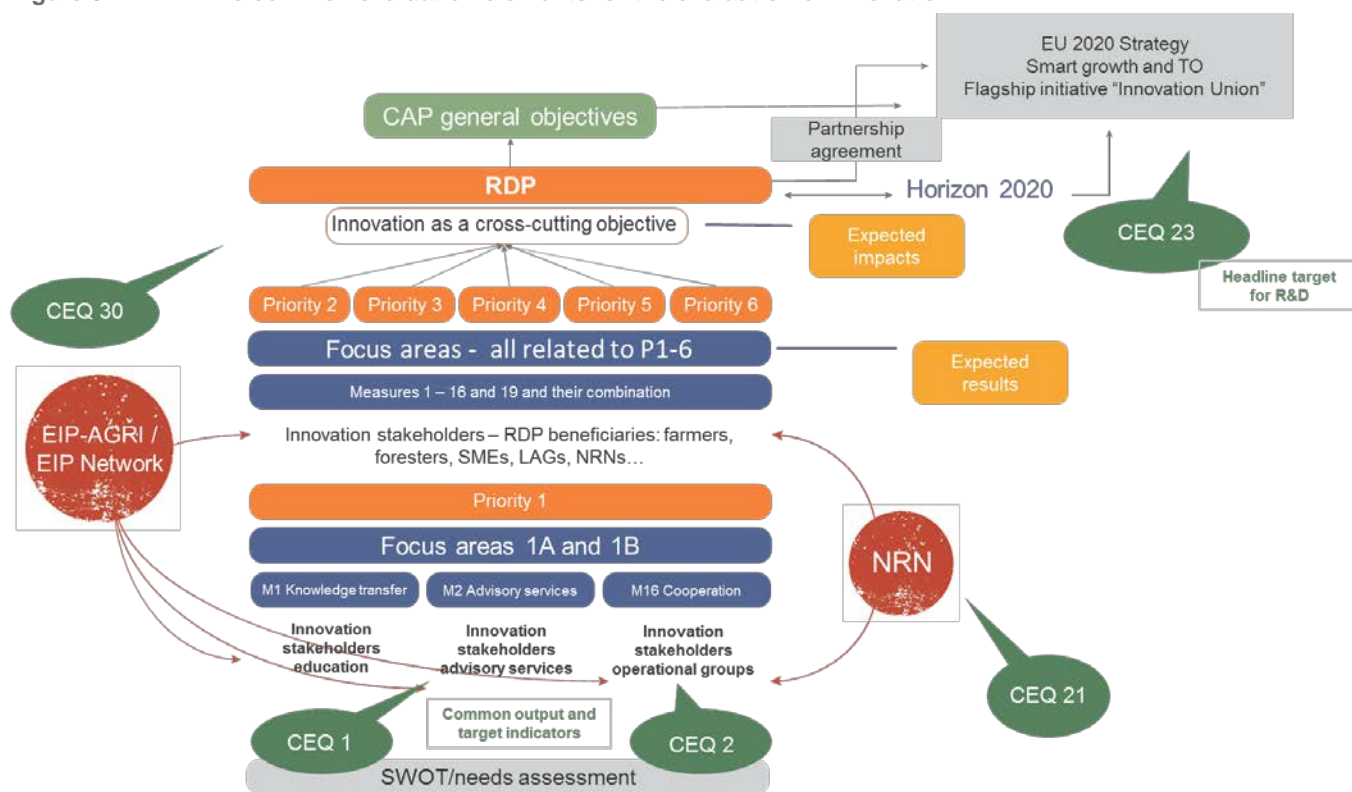 EU 2020 Strategy
Smart growth and TO
Flagship initiative “Innovation Union”
CAP general objectives
Partnership
agreement
RDP
Horizon 2020
Innovation as a cross-cutting objective
Expected
impacts
CEQ 23
Headline target
for R&D
CEQ 30
Priority 2
Priority 3
Priority 4
Priority 5
Priority 6
Focus areas - all related to P1-6
Expected
results
Measures 1 – 16 and 19 and their combination
EIP-AGRI /
EIP Network
Innovation stakeholders – RDP beneficiaries: farmers,
foresters, SMEs, LAGs, NRNs…
Priority 1
Focus areas 1A and 1B
NRN
M1 Knowledge transfer
M2 Advisory services
M16 Cooperation
Innovation
stakeholders
education
Innovation
stakeholders
advisory services
Innovation
stakeholders
operational groups
CEQ 21
Common output and
target indicators
CEQ 1
CEQ 2
SWOT/needs assessment